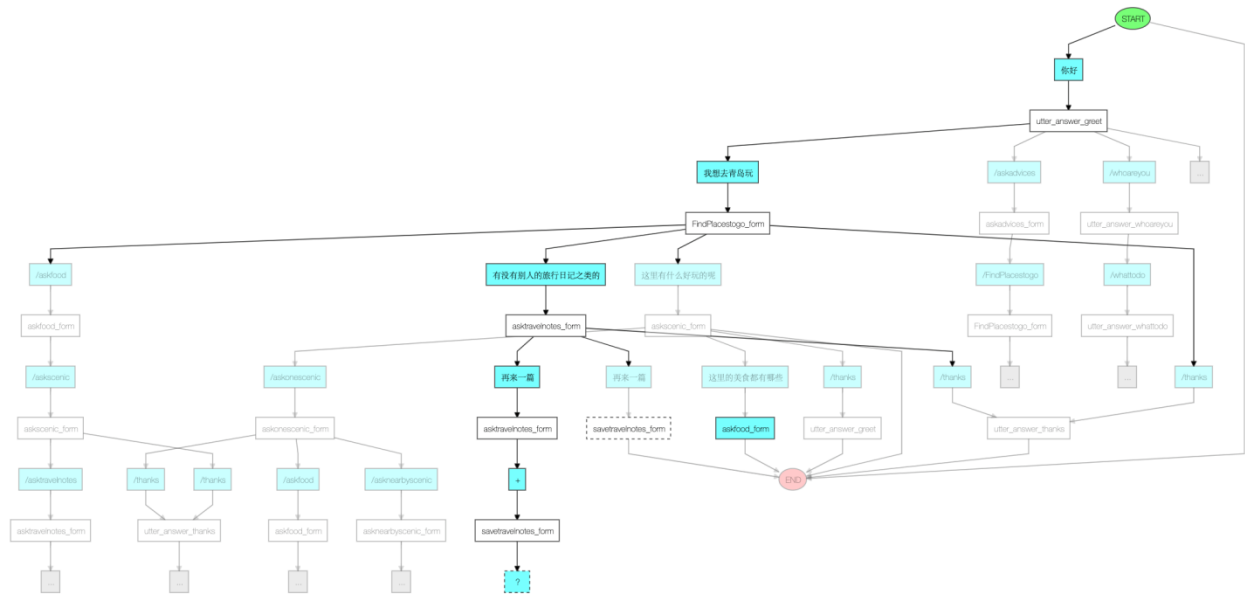 START
你好
utter_answer_greet
我想去青岛玩
/askadvices
/whoareyou
...
FindPlacestogo_form
askadvices_form
utter_answer_whoareyou
/askfood
有没有别人的旅行日记之类的
这里有什么好玩的呢
/FindPlacestogo
/whattodo
askfood_form
asktravelnotes_form
askscenic_form
FindPlacestogo_form
utter_answer_whattodo
/askscenic
/askonescenic
再来一篇
再来一篇
这里的美食都有哪些
/thanks
/thanks
...
...
/thanks
askscenic_form
askonescenic_form
asktravelnotes_form
savetravelnotes_form
askfood_form
utter_answer_greet
utter_answer_thanks
/asktravelnotes
/thanks
/thanks
/askfood
/asknearbyscenic
+
END
asktravelnotes_form
utter_answer_thanks
askfood_form
asknearbyscenic_form
savetravelnotes_form
...
...
...
...
?